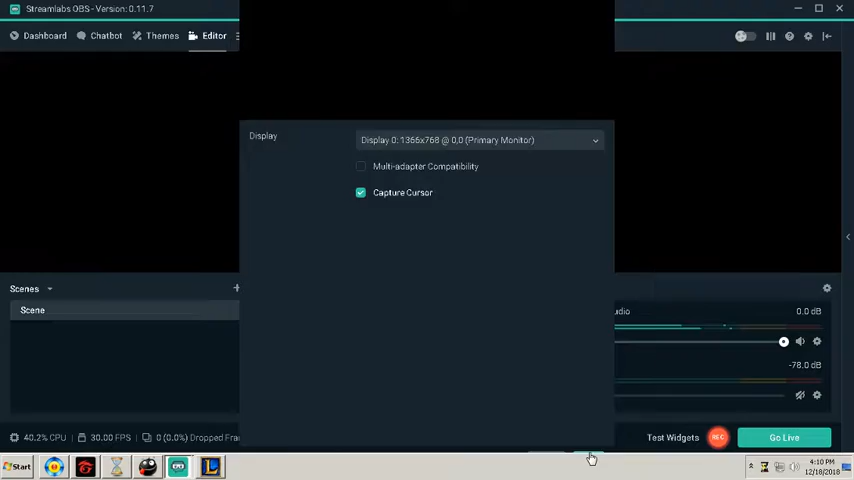 Streamlabs OBS - Version: 0.11.7
Dashboard Chatbot Themes Editor
Display
Display 0: 1366x768 @ 0,0 (Primary Monitor)
Multi-adapter Compatibility
Capture Cursor
Scenes
Scene
udio 0.0 dB
-78.0 dB
40.2% CPU 30.00 FPS 0 (0.0%) Dropped Fra
Test Widgets REC Go Live
Start
4:10 PM
12/18/2018